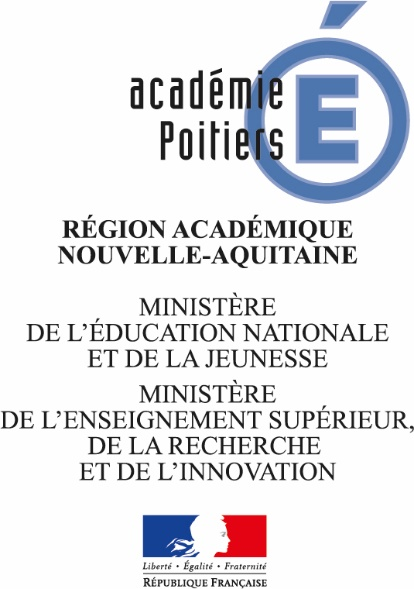 académie
Poitiers
É
RÉGION ACADÉMIQUE
NOUVELLE-AQUITAINE
MINISTÈRE
DE L’ÉDUCATION NATIONALE
ET DE LA JEUNESSE
MINISTÈRE
DE L’ENSEIGNEMENT SUPÉRIEUR,
DE LA RECHERCHE
ET DE L’INNOVATION
Liberté • Égalité • Fraternité
RÉPUBLIQUE FRANÇAISE